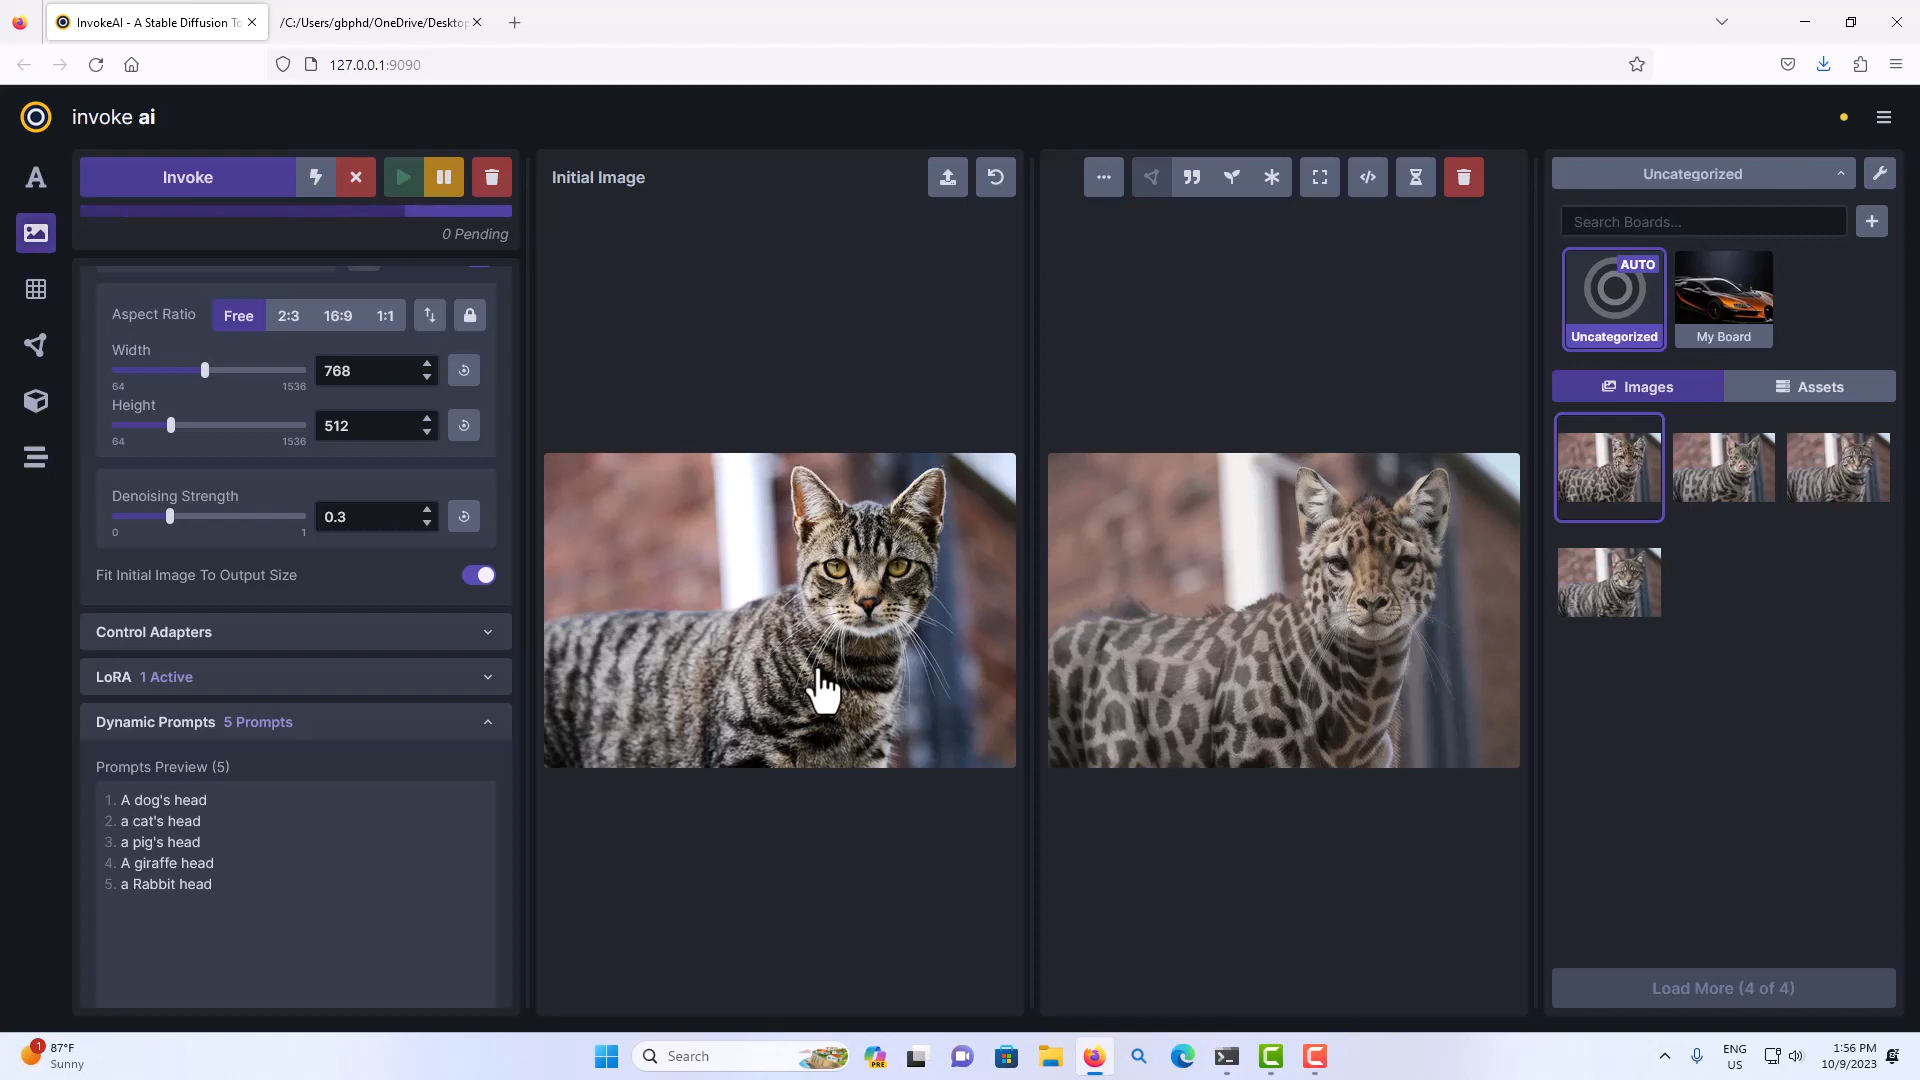 InvokeAI - A Stable Diffusion To
/C:/Users/gbphd/OneDrive/Deskto
127.0.0.1:9090
invoke ai
Invoke
0 Pending
Aspect Ratio
Free
2:3
16:9
1:1
Width
768
64
1536
Height
512
64
1536
Denoising Strength
0.3
0
1
Fit Initial Image To Output Size
Control Adapters
LoRA 1 Active
Dynamic Prompts 5 Prompts
Prompts Preview (5)
1. A dog's head
2. a cat's head
3. a pig's head
4. A giraffe head
5. a Rabbit head
Initial Image
Uncategorized
Search Boards...
AUTO
Uncategorized
My Board
Images
Assets
Load More (4 of 4)
1
87°F
Sunny
Search
PRE
ENG
US
1:56 PM
10/9/2023